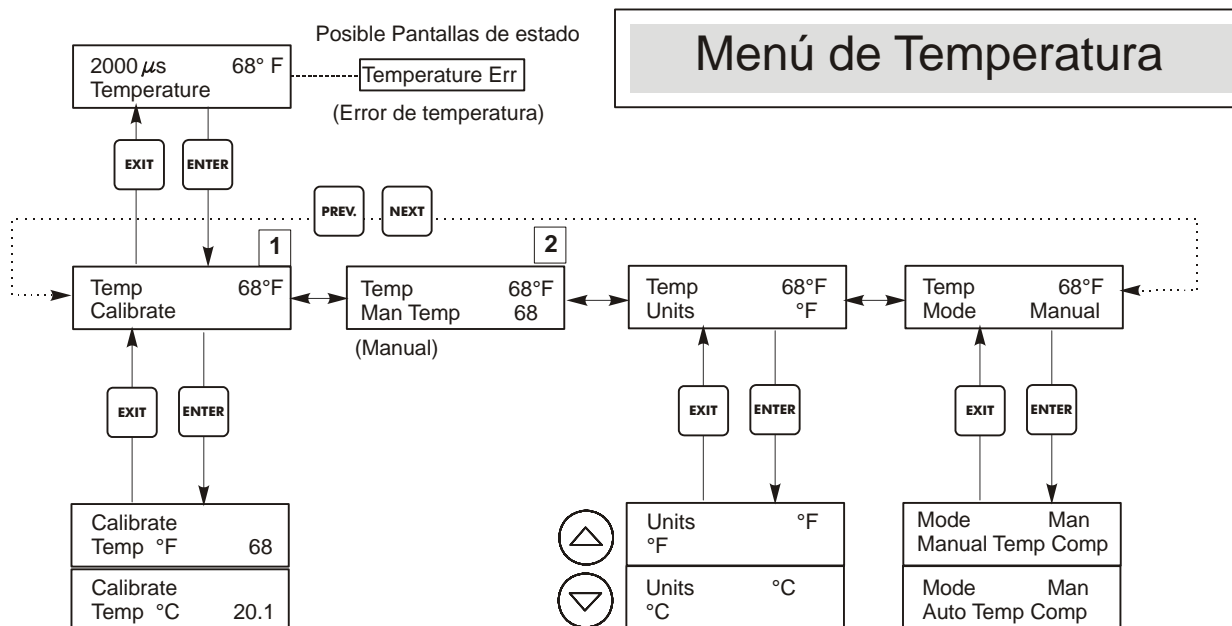 Menú de Temperatura
Posible Pantallas de estado
2000 µs 68° F
Temperature
Temperature Err
(Error de temperatura)
EXIT ENTER
PREV. NEXT
1
2
Temp 68°F
Calibrate
Temp 68°F
Man Temp 68
(Manual)
Temp 68°F
Units °F
Temp 68°F
Mode Manual
EXIT ENTER
EXIT ENTER
EXIT ENTER
Calibrate
Temp °F 68
Calibrate
Temp °C 20.1
Units °F
°F
Units °C
°C
Mode Man
Manual Temp Comp
Mode Man
Auto Temp Comp